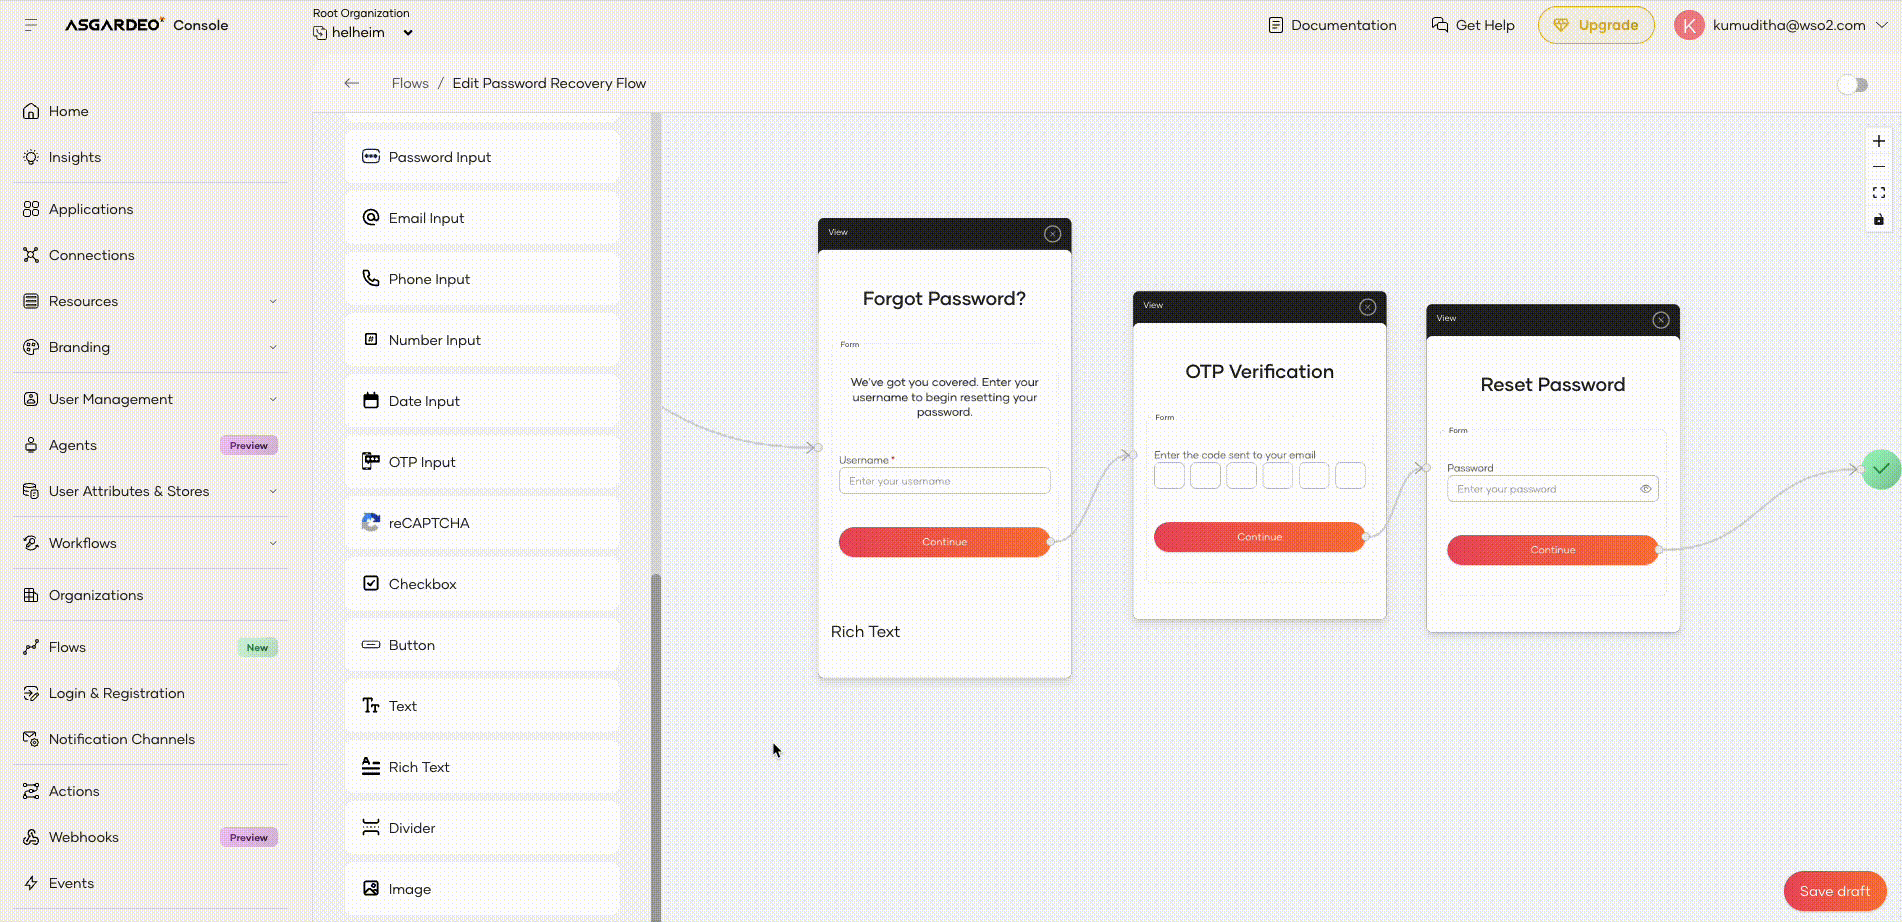 ASGARDEO Console
Root Organization
helheim
Documentation
Get Help
Upgrade
K
kumuditha@wso2.com
Flows / Edit Password Recovery Flow
Home
Insights
Applications
Connections
Resources
Branding
User Management
Agents Preview
User Attributes & Stores
Workflows
Organizations
Flows New
Login & Registration
Notification Channels
Actions
Webhooks Preview
Events
Password Input
Email Input
Phone Input
Number Input
Date Input
OTP Input
reCAPTCHA
Checkbox
Button
Text
Rich Text
Divider
Image
View
Forgot Password?
Form
We've got you covered. Enter your
username to begin resetting your
password.
Username *
Enter your username
Continue
Rich Text
View
OTP Verification
Form
Enter the code sent to your email
Continue
View
Reset Password
Form
Password
Enter your password
Continue
Save draft